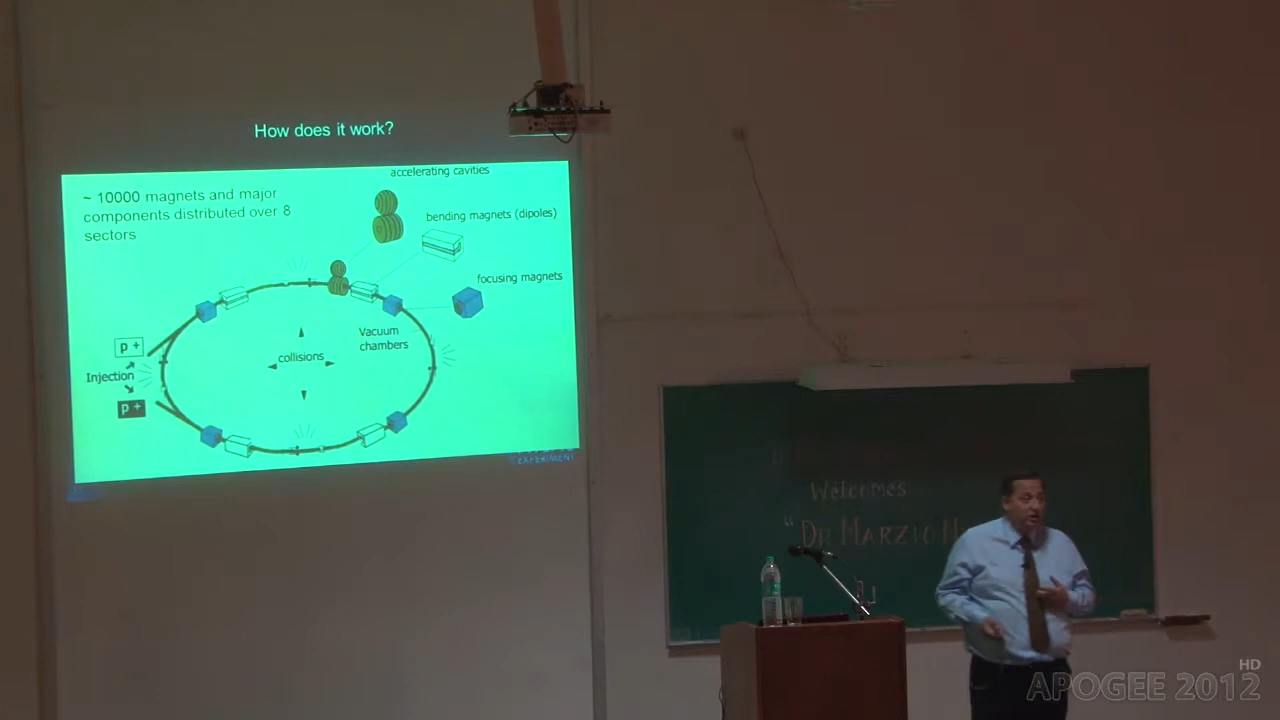 How does it work?
~ 10000 magnets and major
components distributed over 8
sectors
accelerating cavities
bending magnets (dipoles)
focusing magnets
Vacuum
chambers
collisions
p +
Injection
p +
EXPERIMENT
Welcomes
"DR MARZIO
HD
APOGEE 2012